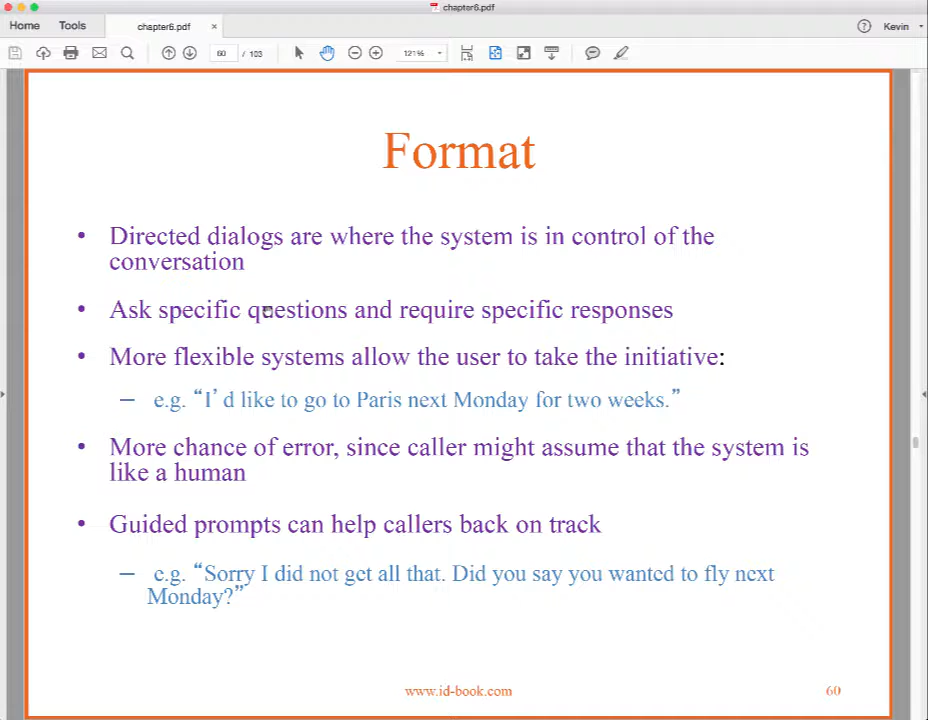 chapter6.pdf
Home Tools chapter6.pdf × ? Kevin
60 / 103 121%
Format
• Directed dialogs are where the system is in control of the
conversation
• Ask specific questions and require specific responses
• More flexible systems allow the user to take the initiative:
– e.g. “I’d like to go to Paris next Monday for two weeks.”
• More chance of error, since caller might assume that the system is
like a human
• Guided prompts can help callers back on track
– e.g. “Sorry I did not get all that. Did you say you wanted to fly next
Monday?”
www.id-book.com 60